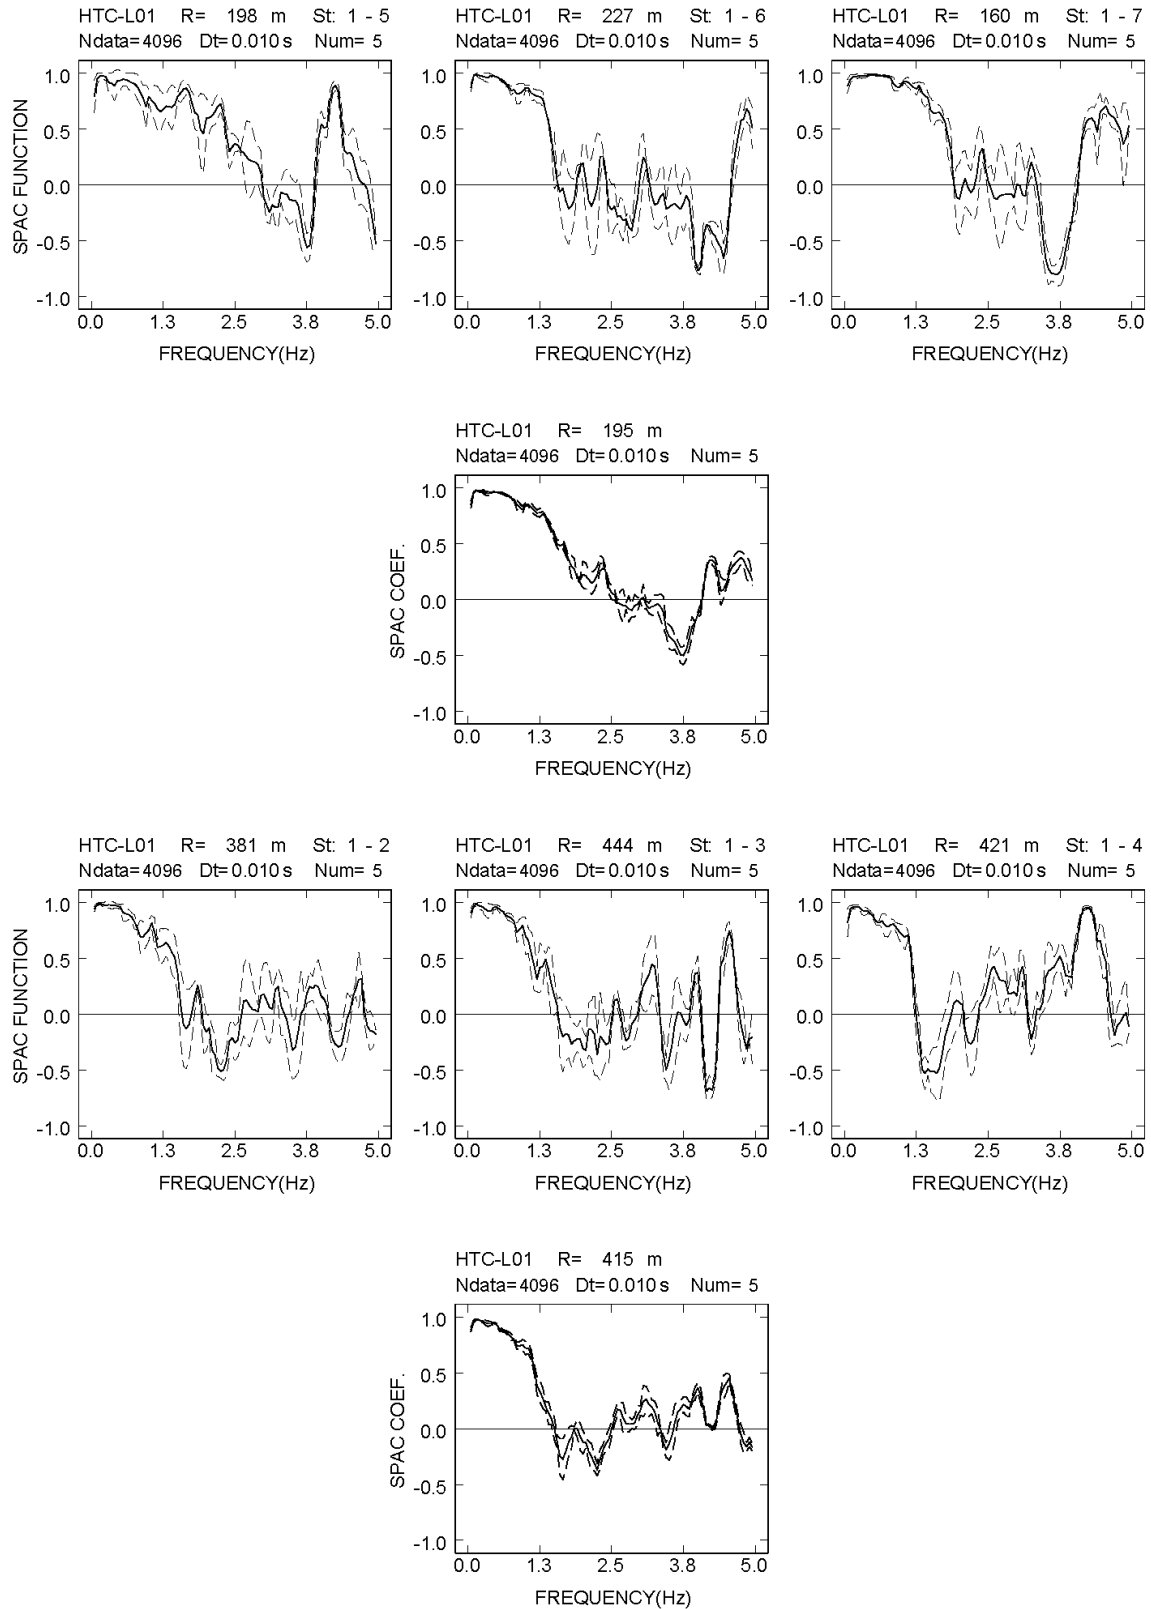 HTC-L01 R= 198 m St: 1 - 5
Ndata=4096 Dt=0.010 s Num= 5
SPAC FUNCTION
1.0
0.5
0.0
-0.5
-1.0
0.0 1.3 2.5 3.8 5.0
FREQUENCY(Hz)
HTC-L01 R= 227 m St: 1 - 6
Ndata=4096 Dt=0.010 s Num= 5
1.0
0.5
0.0
-0.5
-1.0
0.0 1.3 2.5 3.8 5.0
FREQUENCY(Hz)
HTC-L01 R= 160 m St: 1 - 7
Ndata=4096 Dt=0.010 s Num= 5
1.0
0.5
0.0
-0.5
-1.0
0.0 1.3 2.5 3.8 5.0
FREQUENCY(Hz)
HTC-L01 R= 195 m
Ndata=4096 Dt=0.010 s Num= 5
SPAC COEF.
1.0
0.5
0.0
-0.5
-1.0
0.0 1.3 2.5 3.8 5.0
FREQUENCY(Hz)
HTC-L01 R= 381 m St: 1 - 2
Ndata=4096 Dt=0.010 s Num= 5
SPAC FUNCTION
1.0
0.5
0.0
-0.5
-1.0
0.0 1.3 2.5 3.8 5.0
FREQUENCY(Hz)
HTC-L01 R= 444 m St: 1 - 3
Ndata=4096 Dt=0.010 s Num= 5
1.0
0.5
0.0
-0.5
-1.0
0.0 1.3 2.5 3.8 5.0
FREQUENCY(Hz)
HTC-L01 R= 421 m St: 1 - 4
Ndata=4096 Dt=0.010 s Num= 5
1.0
0.5
0.0
-0.5
-1.0
0.0 1.3 2.5 3.8 5.0
FREQUENCY(Hz)
HTC-L01 R= 415 m
Ndata=4096 Dt=0.010 s Num= 5
SPAC COEF.
1.0
0.5
0.0
-0.5
-1.0
0.0 1.3 2.5 3.8 5.0
FREQUENCY(Hz)